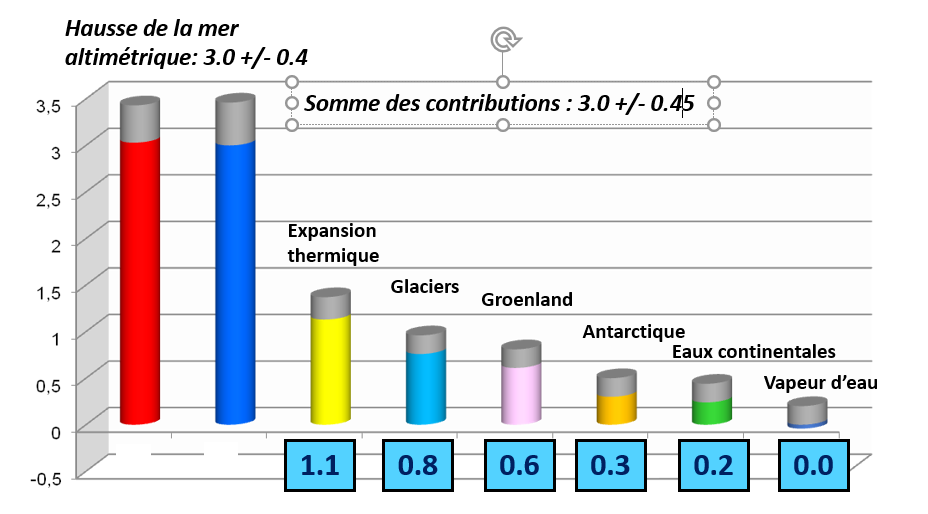 Hausse de la mer
altimétrique: 3.0 +/- 0.4
Somme des contributions : 3.0 +/- 0.45
3,5
3
2,5
2
1,5
1
0,5
0
-0,5
Expansion
thermique
Glaciers
Groenland
Antarctique
Eaux continentales
Vapeur d’eau
1.1
0.8
0.6
0.3
0.2
0.0